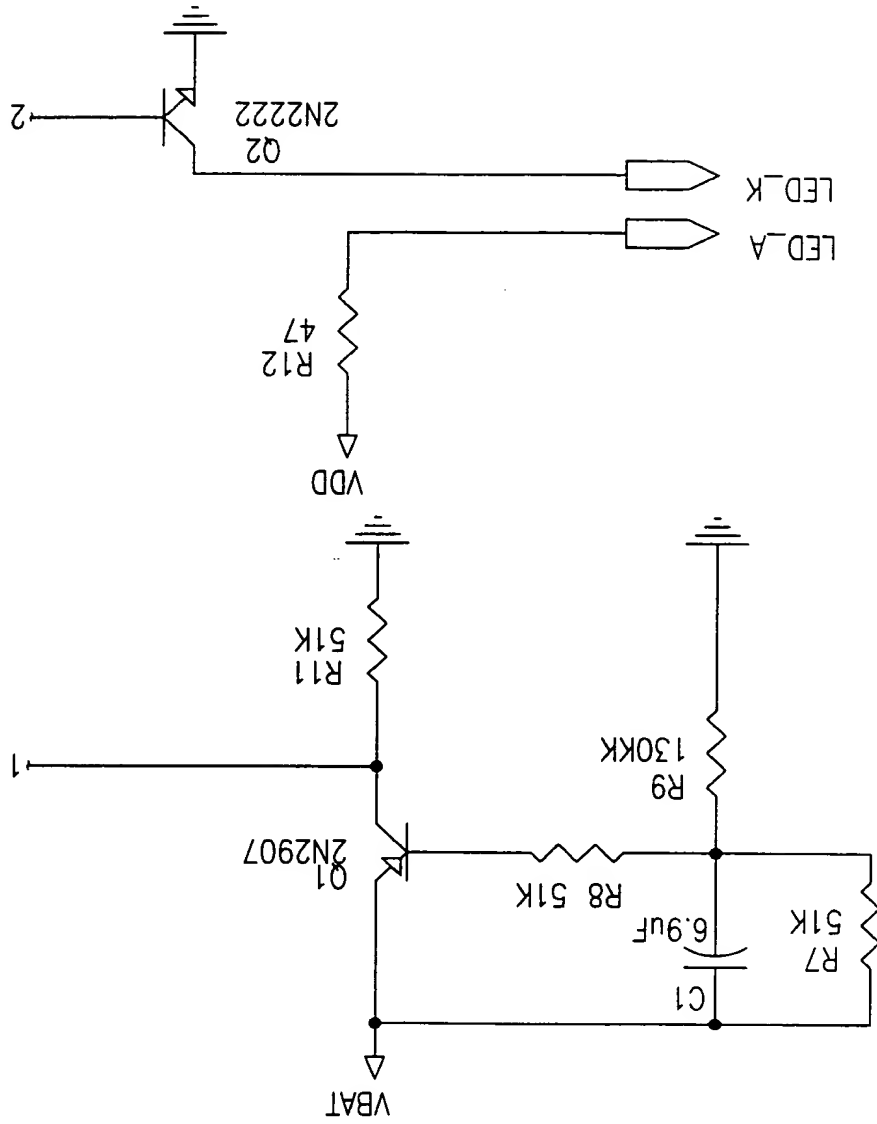 VBAT
C1
R7
51K
6.9uF
R8 51K
Q1
2N2907
R9
130KK
1
R11
51K
VDD
R12
47
LED_A
LED_K
Q2
2N2222
2